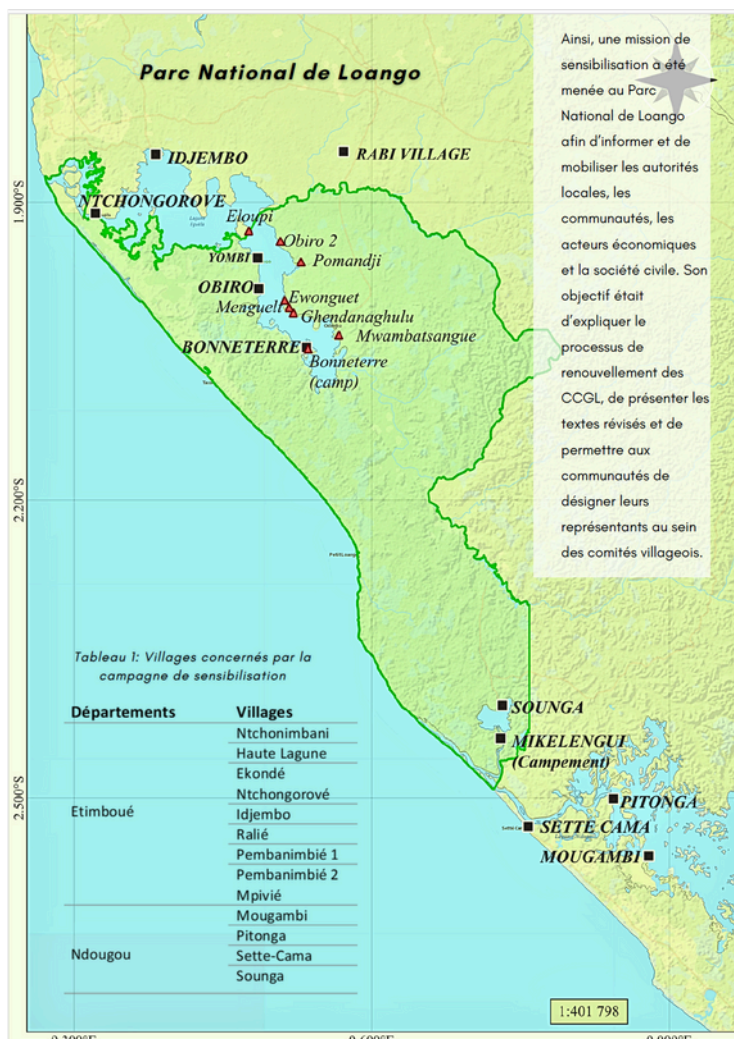 Parc National de Loango
Ainsi, une mission de
sensibilisation a été
menée au Parc
National de Loango
afin d'informer et de
mobiliser les autorités
locales, les
communautés, les
acteurs économiques
et la société civile. Son
objectif était
d'expliquer le
processus de
renouvellement des
CCGL, de présenter les
textes révisés et de
permettre aux
communautés de
désigner leurs
représentants au sein
des comités villageois.
IDJEMBO
RABI VILLAGE
1.900°S
NTCHONGOROVE
Eloupi
Obiro 2
YOMBI
Pomandji
OBIRO
Ewonguet
Mengueli
Ghendanaghulu
Mwambatsangue
BONNETERRE
Bonneterre
(camp)
2.200°S
SOUNGA
MIKELENGUI
(Campement)
2.500°S
PITONGA
SETTE CAMA
MOUGAMBI
Tableau 1: Villages concernés par la
campagne de sensibilisation
Départements Villages
Ntchonimbani
Haute Lagune
Ekondé
Ntchongorové
Etimboué Idjembo
Ralié
Pembanimbié 1
Pembanimbié 2
Mpivié
Mougambi
Pitonga
Ndougou Sette-Cama
Sounga
1:401 798